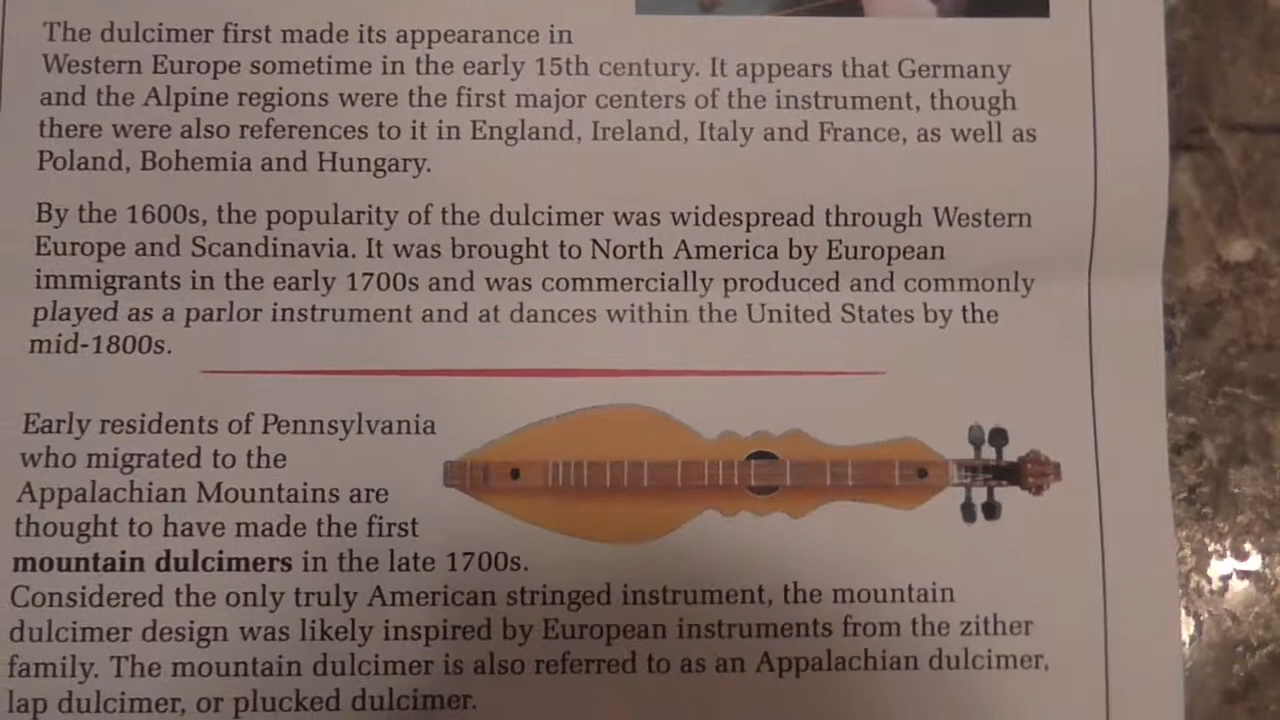 The dulcimer first made its appearance in
Western Europe sometime in the early 15th century. It appears that Germany
and the Alpine regions were the first major centers of the instrument, though
there were also references to it in England, Ireland, Italy and France, as well as
Poland, Bohemia and Hungary.
By the 1600s, the popularity of the dulcimer was widespread through Western
Europe and Scandinavia. It was brought to North America by European
immigrants in the early 1700s and was commercially produced and commonly
played as a parlor instrument and at dances within the United States by the
mid-1800s.
Early residents of Pennsylvania
who migrated to the
Appalachian Mountains are
thought to have made the first
mountain dulcimers in the late 1700s.
Considered the only truly American stringed instrument, the mountain
dulcimer design was likely inspired by European instruments from the zither
family. The mountain dulcimer is also referred to as an Appalachian dulcimer,
lap dulcimer, or plucked dulcimer.